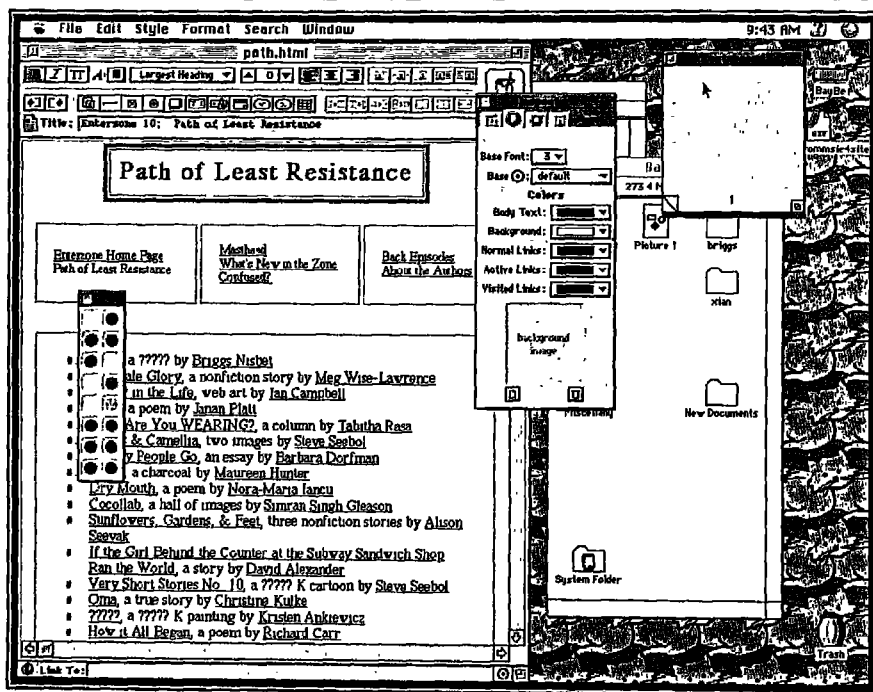 File Edit Style Format Search Window 9:43 AM
path.html
Largest Heading 0
Title: Enterzone 10: Path of Least Resistance
Path of Least Resistance
Enterzone Home Page
Path of Least Resistance
Masthead
What's New in the Zone
Confused?
Back Episodes
About the Authors
a ????? by Briggs Nisbet
ale Glory, a nonfiction story by Meg Wise-Lawrence
in the Life, web art by Ian Campbell
a poem by Janan Platt
Are You WEARING?, a column by Tabitha Rasa
& Camellia, two images by Steve Seebol
y People Go, an essay by Barbara Dorfman
a charcoal by Maureen Hunter
Dry Mouth, a poem by Nora-Maria Iancu
Cocollab, a hall of images by Simran Singh Gleason
Sunflowers, Gardens, & Feet, three nonfiction stories by Alison
Seevak
If the Girl Behind the Counter at the Subway Sandwich Shop
Ran the World, a story by David Alexander
Very Short Stories No. 10, a ????? K cartoon by Steve Seebol
Oma, a true story by Christine Kulke
?????, a ????? K painting by Kristen Ankiewicz
How it All Began, a poem by Richard Carr
Link To:
Base Font: 3
Base : default
Colors
Body Text:
Background:
Normal Links:
Active Links:
Visited Links:
background
image
Ba
273.4 M
1
Picture 1
briggs
xian
Miscellany
New Documents
System Folder
BayBe
Trash